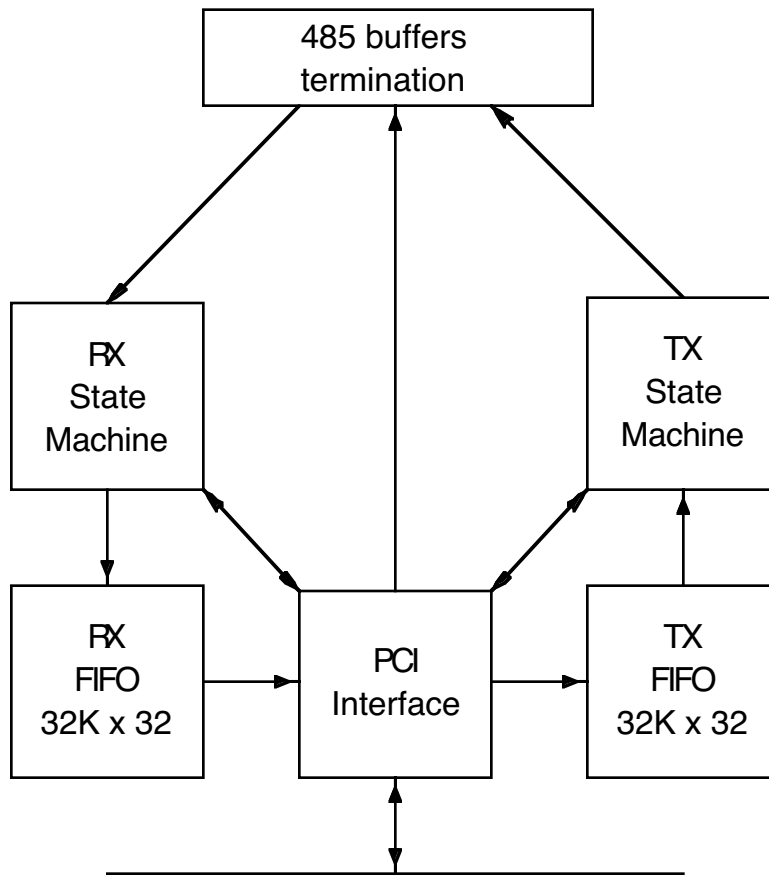 485 buffers
termination
RX
State
Machine
TX
State
Machine
RX
FIFO
32K x 32
PCI
Interface
TX
FIFO
32K x 32